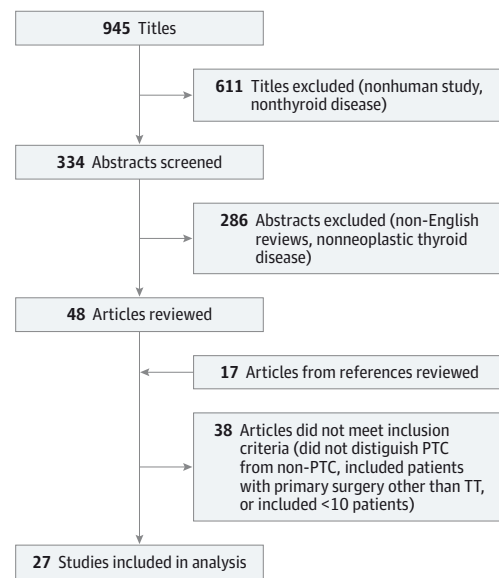 945 Titles
611 Titles excluded (nonhuman study,
nonthyroid disease)
334 Abstracts screened
286 Abstracts excluded (non-English
reviews, nonneoplastic thyroid
disease)
48 Articles reviewed
17 Articles from references reviewed
38 Articles did not meet inclusion
criteria (did not distiguish PTC
from non-PTC, included patients
with primary surgery other than TT,
or included <10 patients)
27 Studies included in analysis